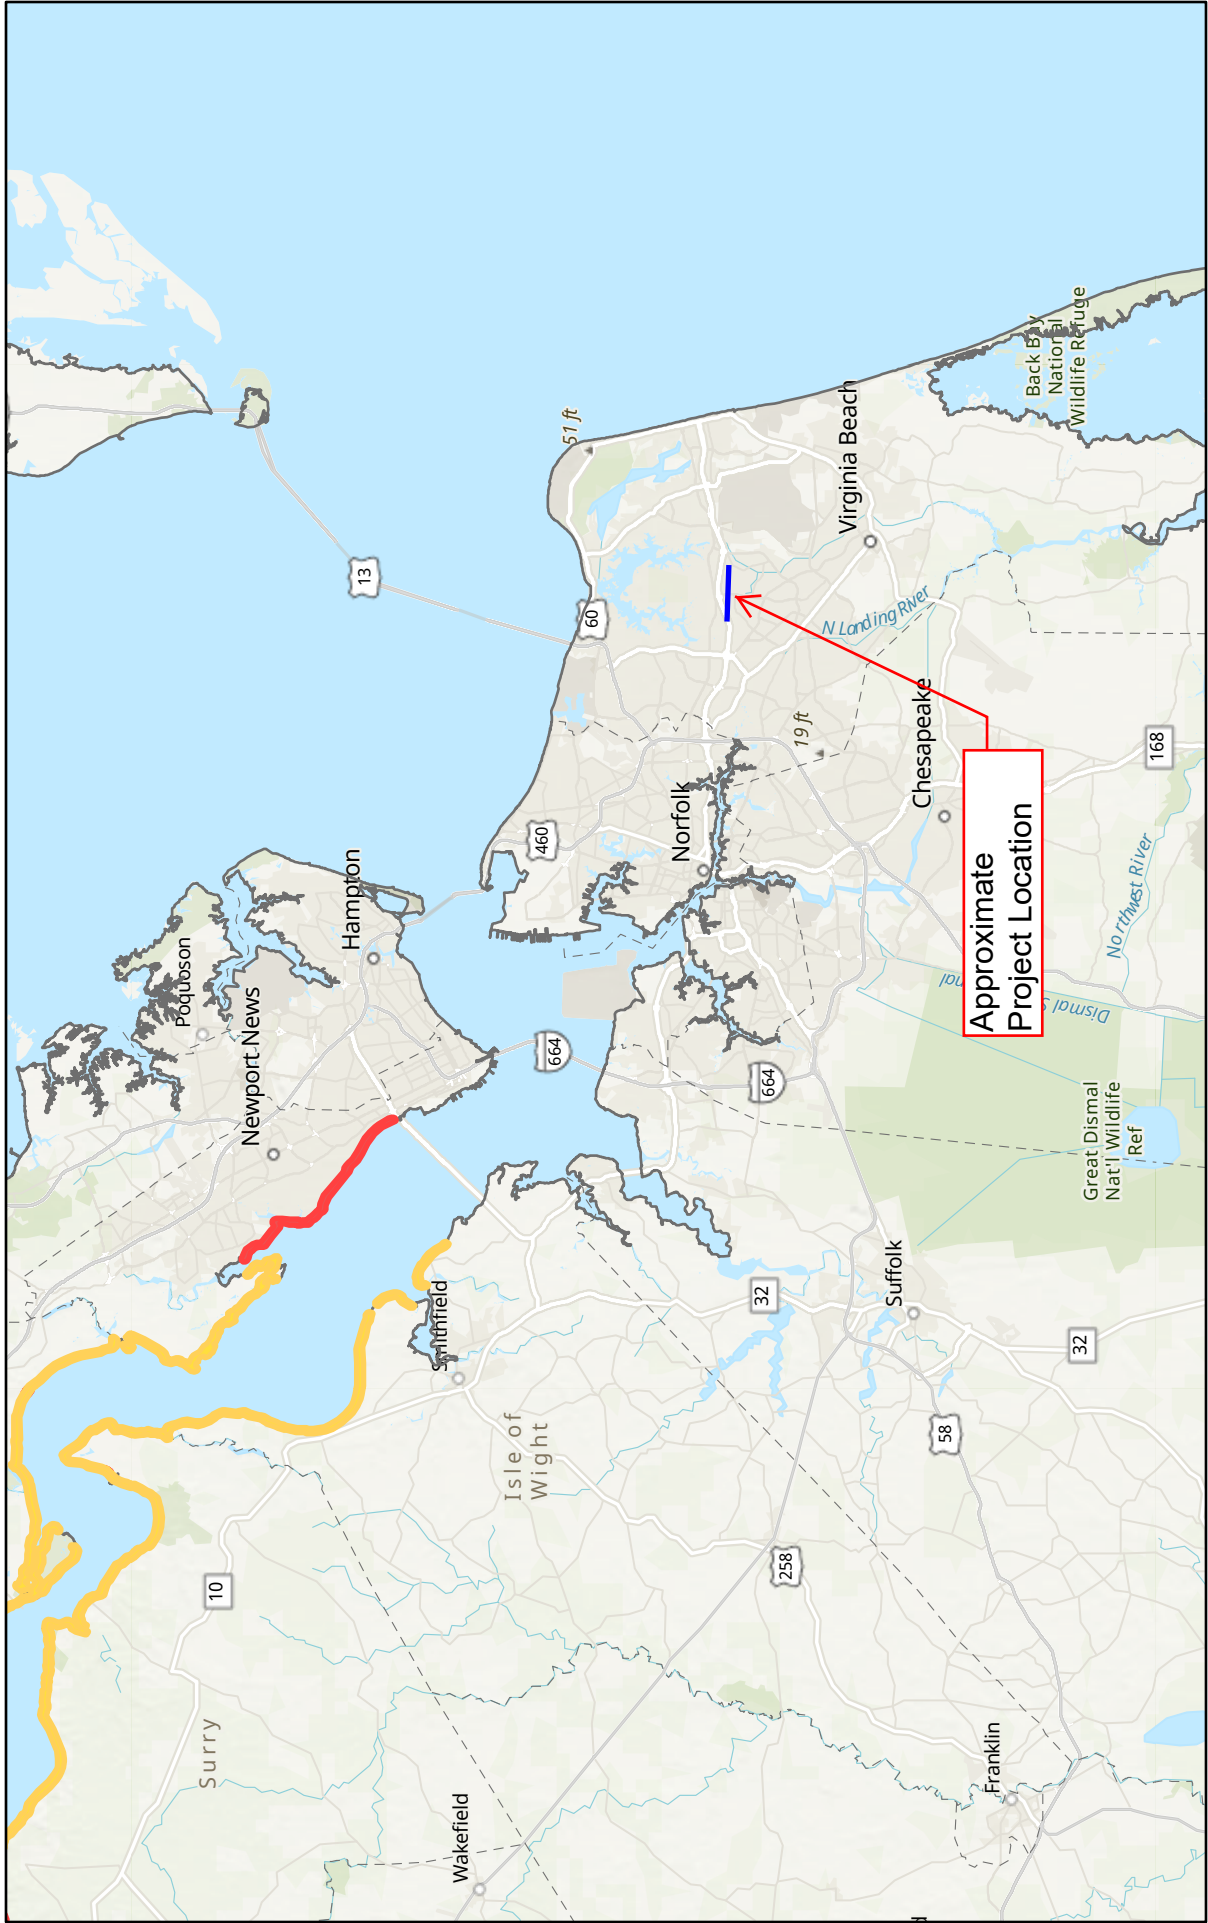 13
60
51 ft
Back Bay
National
Wildlife Refuge
Virginia Beach
N Landing River
Chesapeake
19 ft
168
Norfolk
460
Hampton
Poquoson
Newport News
664
664
Approximate
Project Location
Northwest River
Dismal S
nal
Great Dismal
Nat'l Wildlife
Ref
Suffolk
32
32
58
Smithfield
Isle of
Wight
258
10
Surry
Wakefield
Franklin